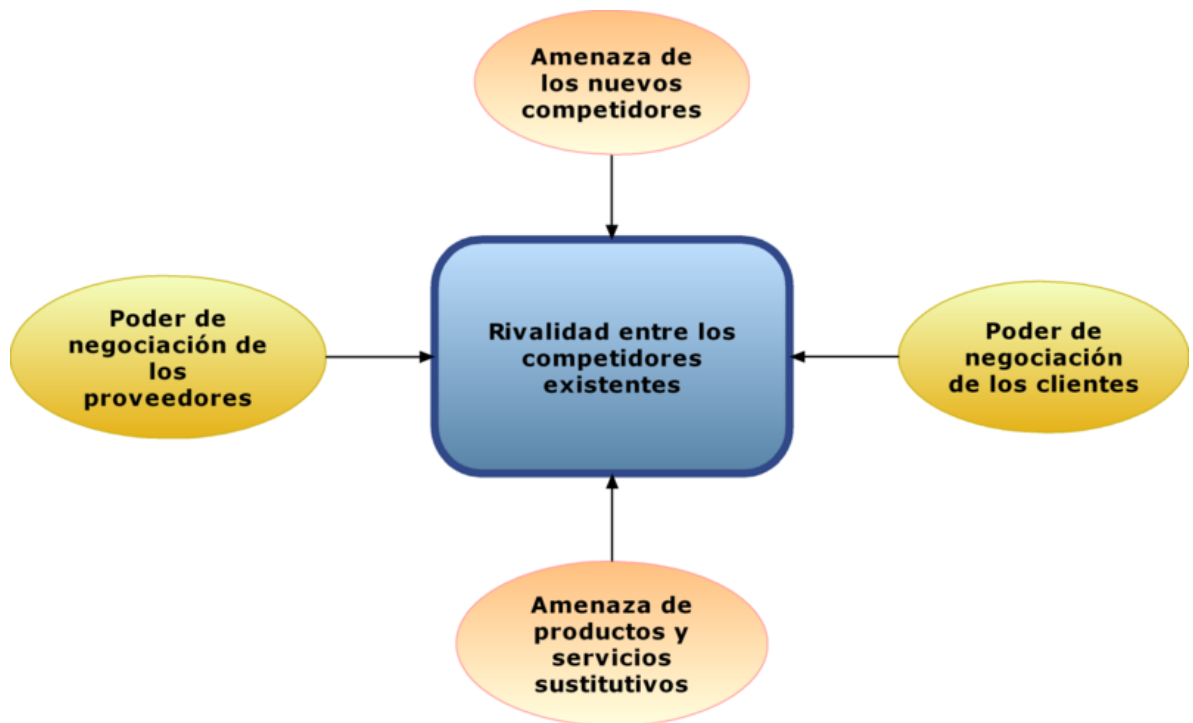 Amenaza de
los nuevos
competidores
Poder de
negociación de
los
proveedores
Rivalidad entre los
competidores
existentes
Poder de
negociación
de los clientes
Amenaza de
productos y
servicios
sustitutivos